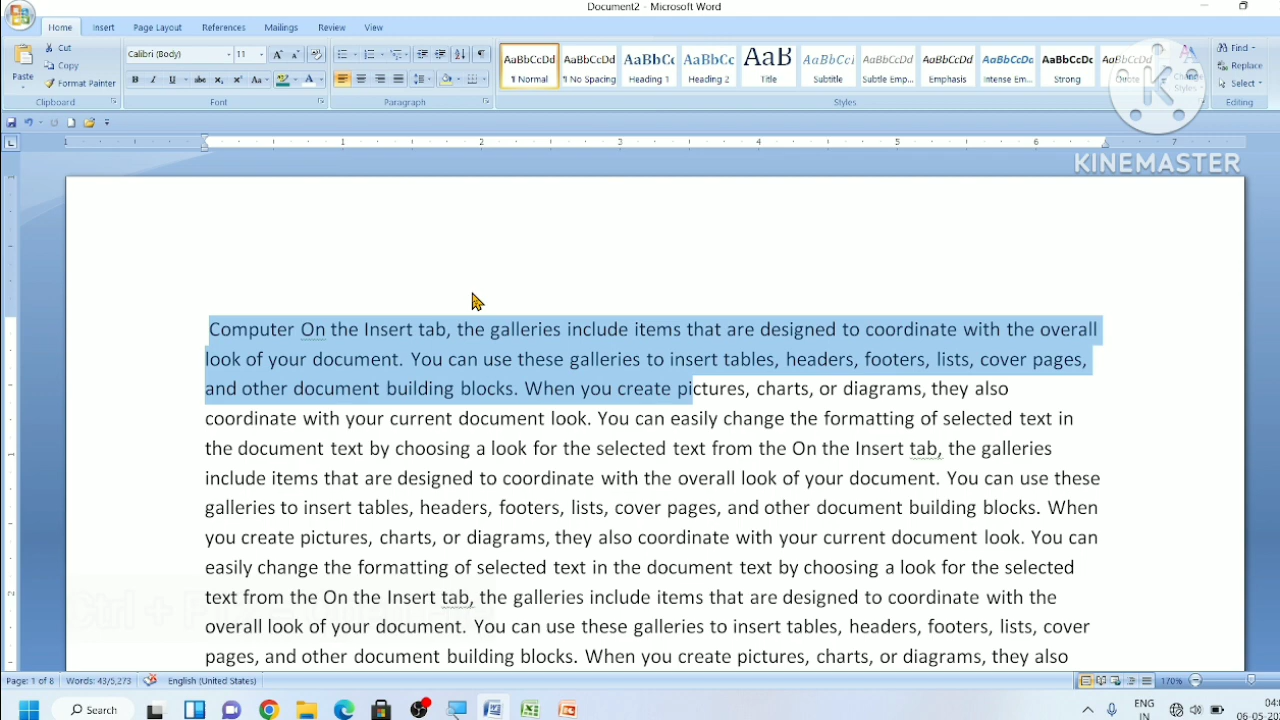 Document2 - Microsoft Word
Home Insert Page Layout References Mailings Review View
Paste
Cut
Copy
Format Painter
Clipboard
Calibri (Body) 11
Font
Paragraph
AaBbCcDd AaBbCcDd AaBbC AaBbCc AaB AaBbCc AaBbCcDd AaBbCcDd AaBbCcDc AaBbCcDd AaBbCcDd
¶ Normal ¶ No Spacing Heading 1 Heading 2 Title Subtitle Subtle Emp... Emphasis Intense Em... Strong Quote
Change
Styles
Styles
Find
Replace
Select
Editing
KINEMASTER
Computer On the Insert tab, the galleries include items that are designed to coordinate with the overall
look of your document. You can use these galleries to insert tables, headers, footers, lists, cover pages,
and other document building blocks. When you create pictures, charts, or diagrams, they also
coordinate with your current document look. You can easily change the formatting of selected text in
the document text by choosing a look for the selected text from the On the Insert tab, the galleries
include items that are designed to coordinate with the overall look of your document. You can use these
galleries to insert tables, headers, footers, lists, cover pages, and other document building blocks. When
you create pictures, charts, or diagrams, they also coordinate with your current document look. You can
easily change the formatting of selected text in the document text by choosing a look for the selected
text from the On the Insert tab, the galleries include items that are designed to coordinate with the
overall look of your document. You can use these galleries to insert tables, headers, footers, lists, cover
pages, and other document building blocks. When you create pictures, charts, or diagrams, they also
Page: 1 of 8 Words: 43/5,273 English (United States) 170%
Search
ENG
IN